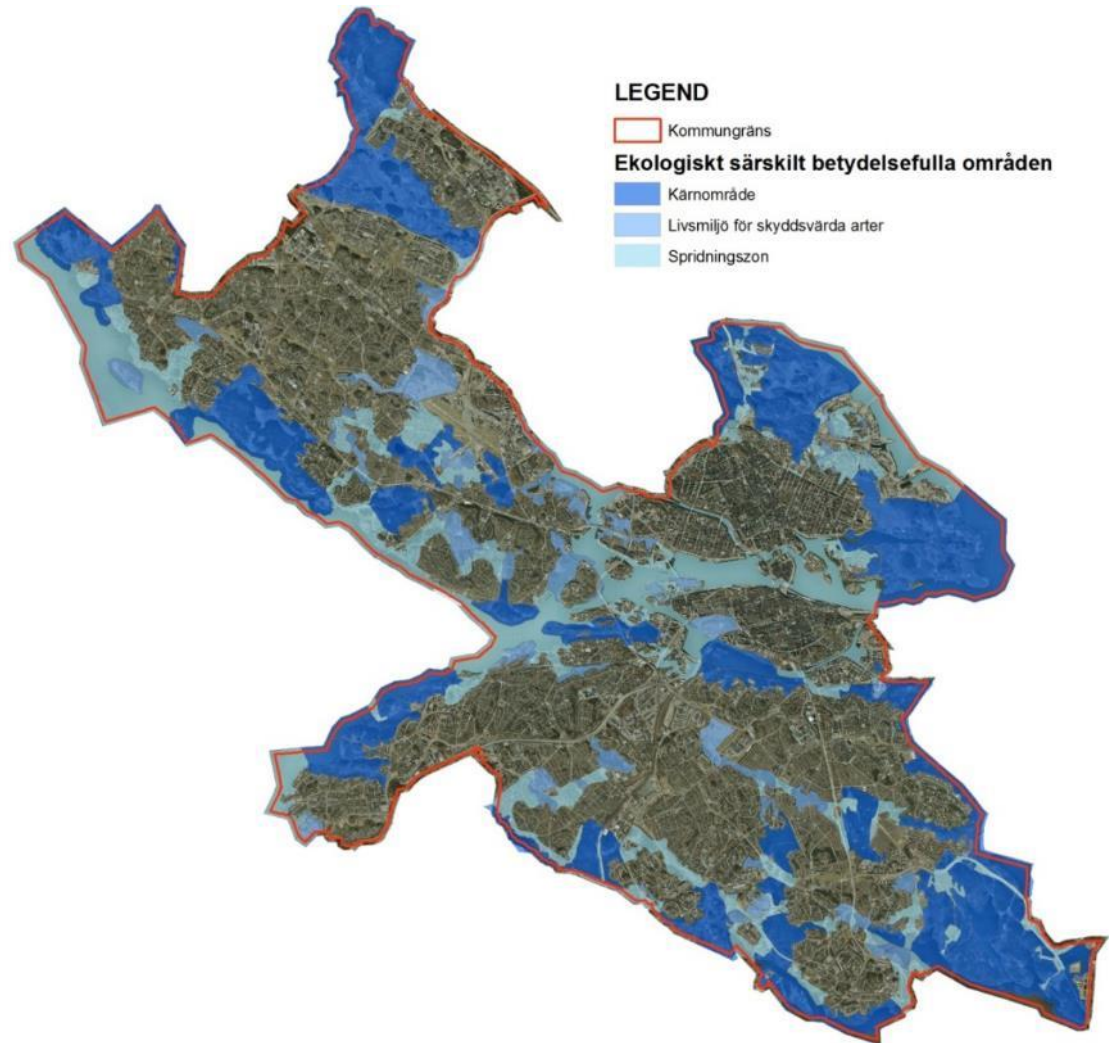 LEGEND
Kommungräns
Ekologiskt särskilt betydelsefulla områden
Kärnområde
Livsmiljö för skyddsvärda arter
Spridningszon